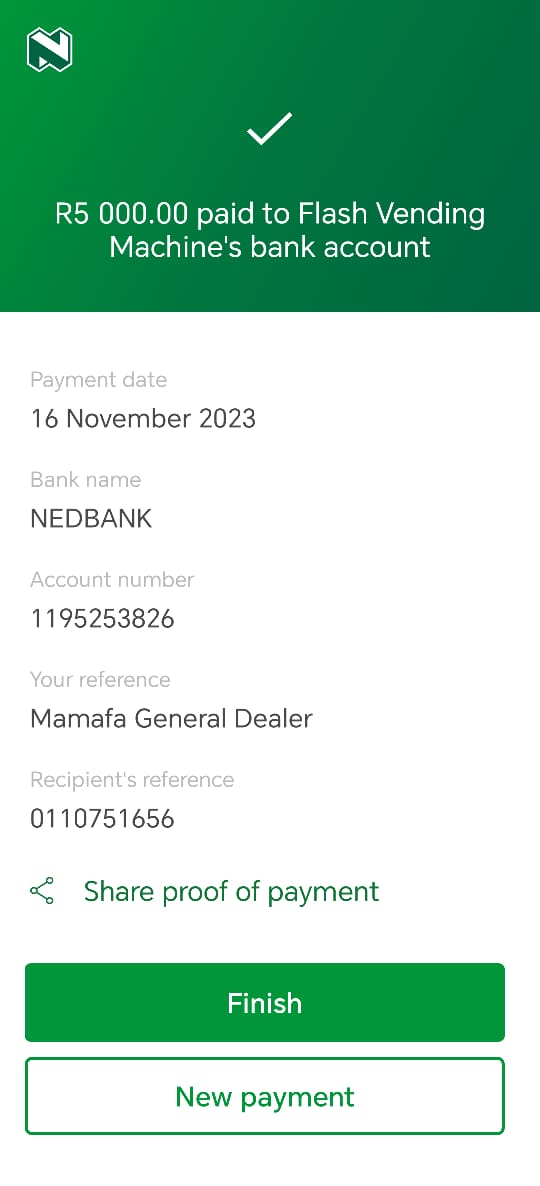 R5 000.00 paid to Flash Vending
Machine's bank account
Payment date
16 November 2023
Bank name
NEDBANK
Account number
1195253826
Your reference
Mamafa General Dealer
Recipient's reference
0110751656
Share proof of payment
Finish
New payment